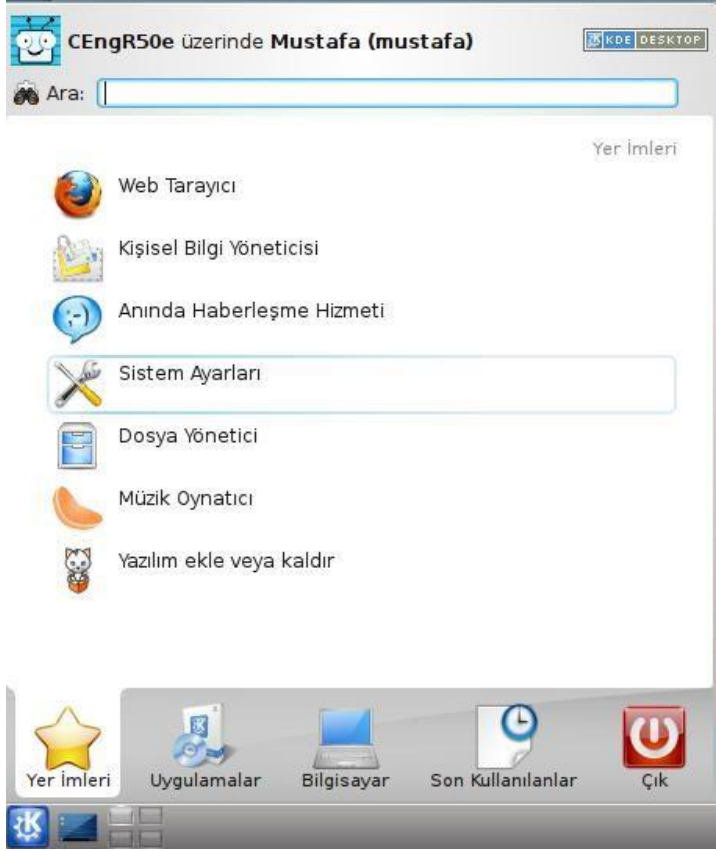 CEngR50e üzerinde Mustafa (mustafa)
KDE DESKTOP
Ara:
Yer İmleri
Web Tarayıcı
Kişisel Bilgi Yöneticisi
Anında Haberleşme Hizmeti
Sistem Ayarları
Dosya Yönetici
Müzik Oynatıcı
Yazılım ekle veya kaldır
Yer İmleri
Uygulamalar
Bilgisayar
Son Kullanılanlar
Çık